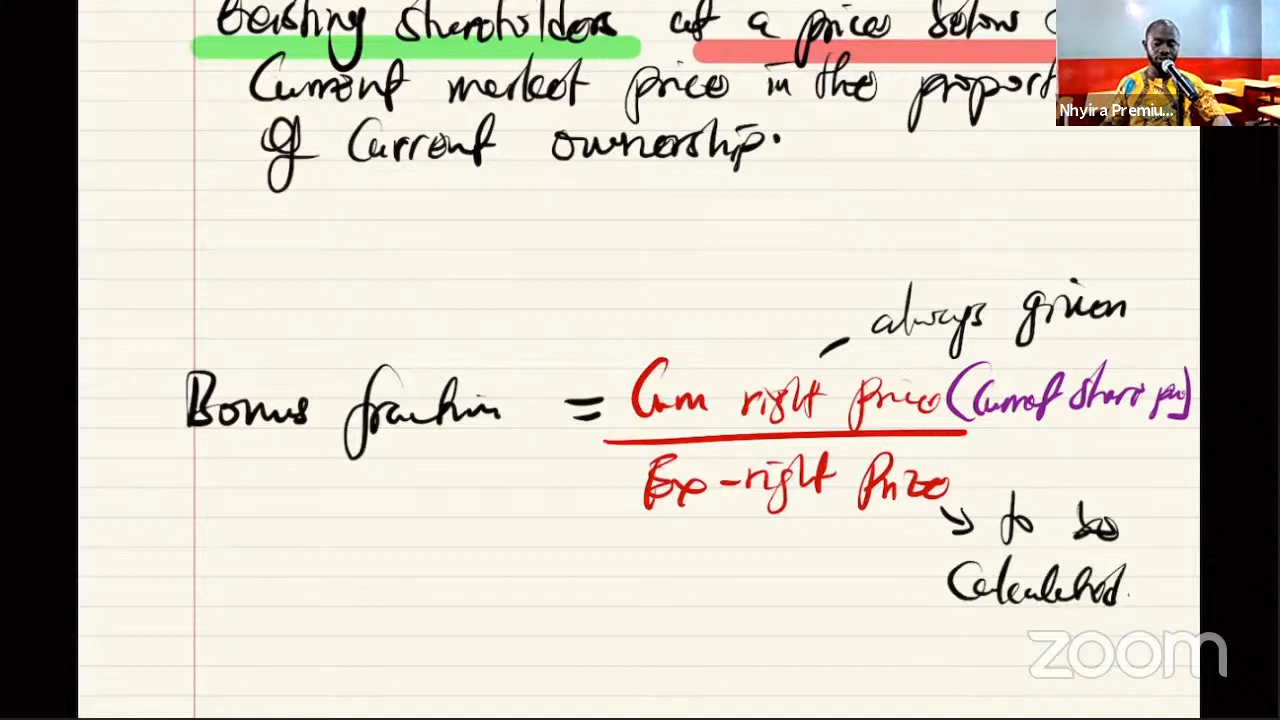 Existing shareholders at a price below
Current market price in the proport
of Current ownership.
always given
Bonus fraction = Cum right price (Current share
Ex-right Price
to be
Calculated.
Nhyira Premiu...
zoom